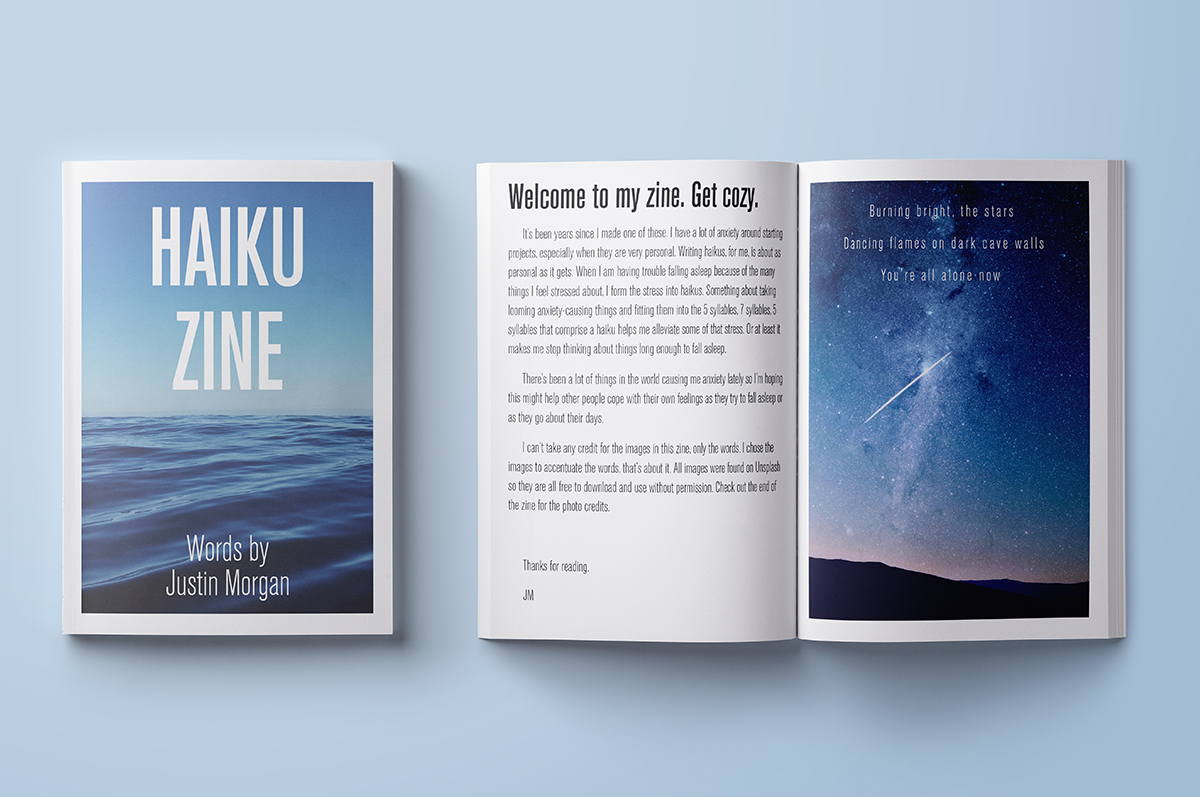 HAIKU
ZINE
Words by
Justin Morgan
Welcome to my zine. Get cozy.
It's been years since I made one of these. I have a lot of anxiety around starting
projects, especially when they are very personal. Writing haikus, for me, is about as
personal as it gets. When I am having trouble falling asleep because of the many
things I feel stressed about, I form the stress into haikus. Something about taking
looming anxiety-causing things and fitting them into the 5 syllables, 7 syllables, 5
syllables that comprise a haiku helps me alleviate some of that stress. Or at least it
makes me stop thinking about things long enough to fall asleep.
There's been a lot of things in the world causing me anxiety lately so I'm hoping
this might help other people cope with their own feelings as they try to fall asleep or
as they go about their days.
I can't take any credit for the images in this zine, only the words. I chose the
images to accentuate the words, that's about it. All images were found on Unsplash
so they are all free to download and use without permission. Check out the end of
the zine for the photo credits.
Thanks for reading.
JM
Burning bright, the stars
Dancing flames on dark cave walls
You're all alone now